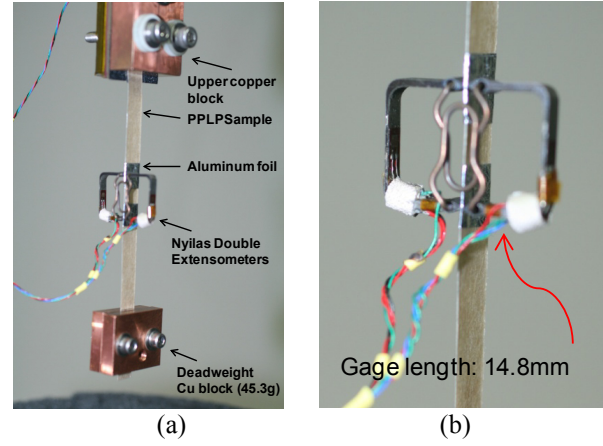 Upper copper
block
PPLPSample
Aluminum foil
Nyilas Double
Extensometers
Deadweight
Cu block (45.3g)
Gage length: 14.8mm
(a)
(b)